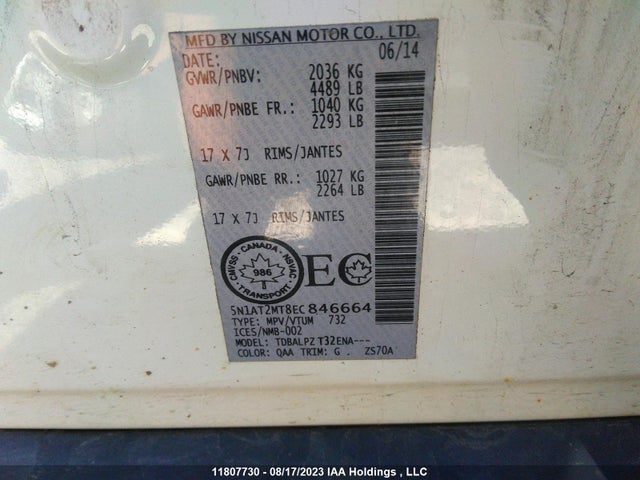 MFD BY NISSAN MOTOR CO., LTD.
DATE: 06/14
GVWR/PNBV: 2036 KG
4489 LB
GAWR/PNBE FR.: 1040 KG
2293 LB
17 X 7J RIMS/JANTES
GAWR/PNBE RR.: 1027 KG
2264 LB
17 X 7J RIMS/JANTES
CMVSS - CANADA - NSVAC
986
TRANSPORT
EC
5N1AT2MT8EC846664
TYPE: MPV/VTUM 732
ICES/NMB-002
MODEL: TDBALPZ T32ENA---
COLOR: QAA TRIM: G . ZS70A
11807730 - 08/17/2023 IAA Holdings , LLC